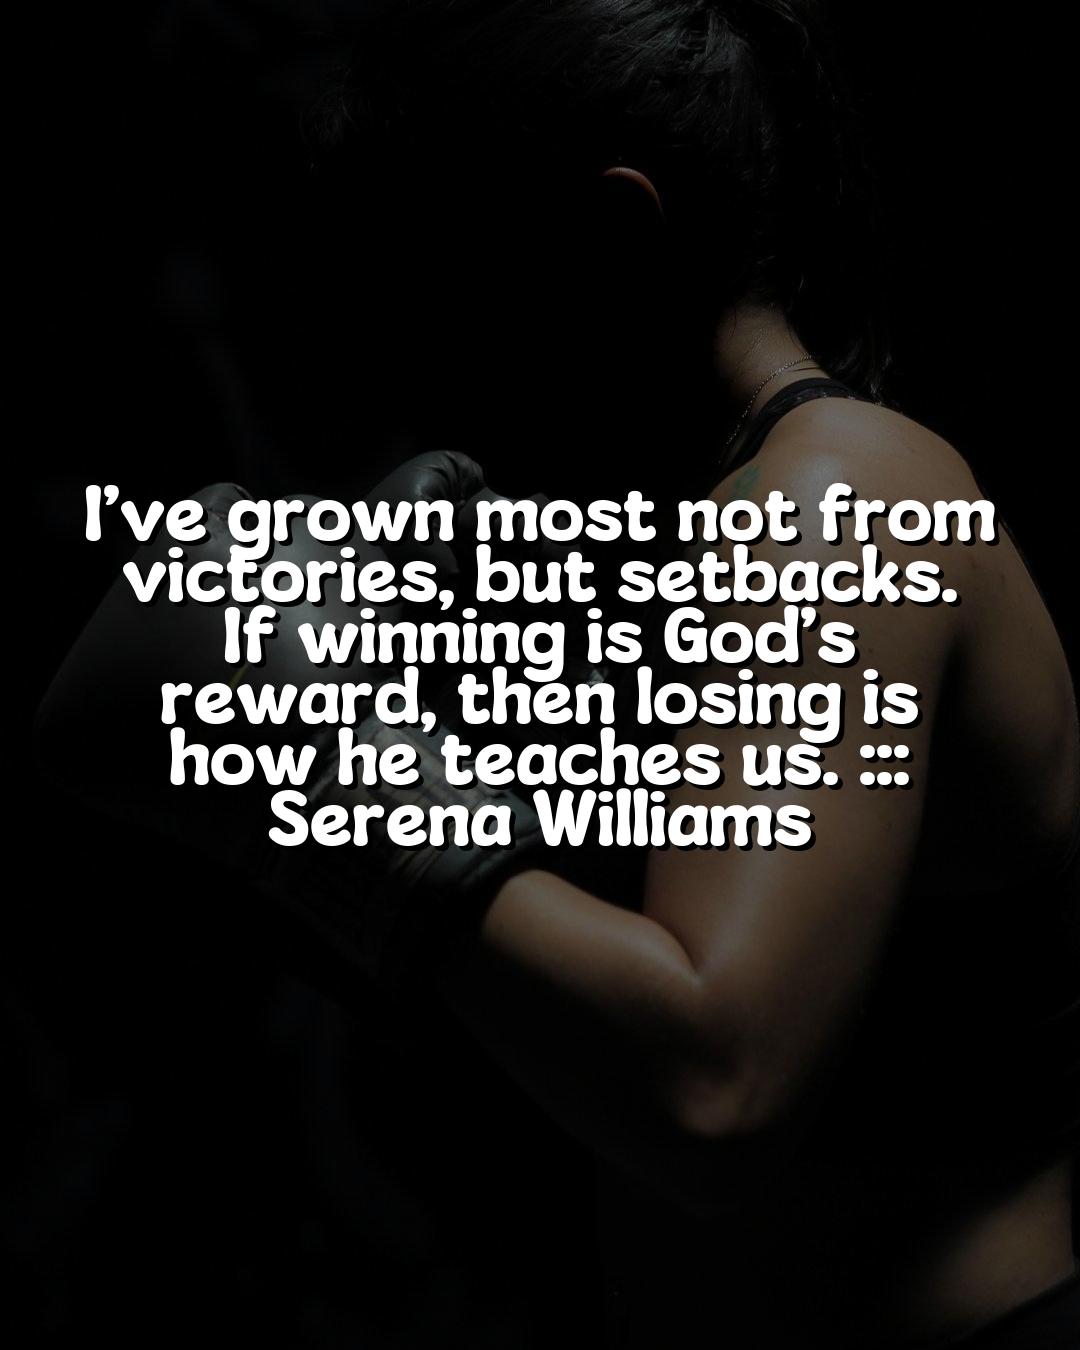 I've grown most not from
victories, but setbacks.
If winning is God's
reward, then losing is
how he teaches us. :::
Serena Williams